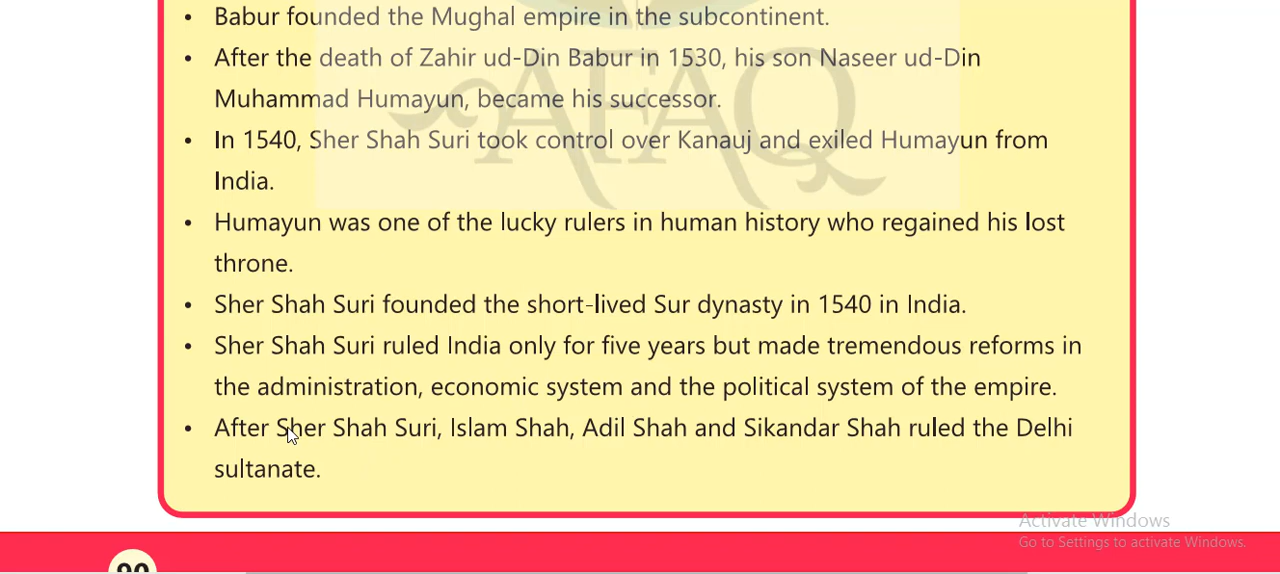 • Babur founded the Mughal empire in the subcontinent.
• After the death of Zahir ud-Din Babur in 1530, his son Naseer ud-Din
Muhammad Humayun, became his successor.
• In 1540, Sher Shah Suri took control over Kanauj and exiled Humayun from
India.
• Humayun was one of the lucky rulers in human history who regained his lost
throne.
• Sher Shah Suri founded the short-lived Sur dynasty in 1540 in India.
• Sher Shah Suri ruled India only for five years but made tremendous reforms in
the administration, economic system and the political system of the empire.
• After Sher Shah Suri, Islam Shah, Adil Shah and Sikandar Shah ruled the Delhi
sultanate.
AFAQ
Activate Windows
Go to Settings to activate Windows.